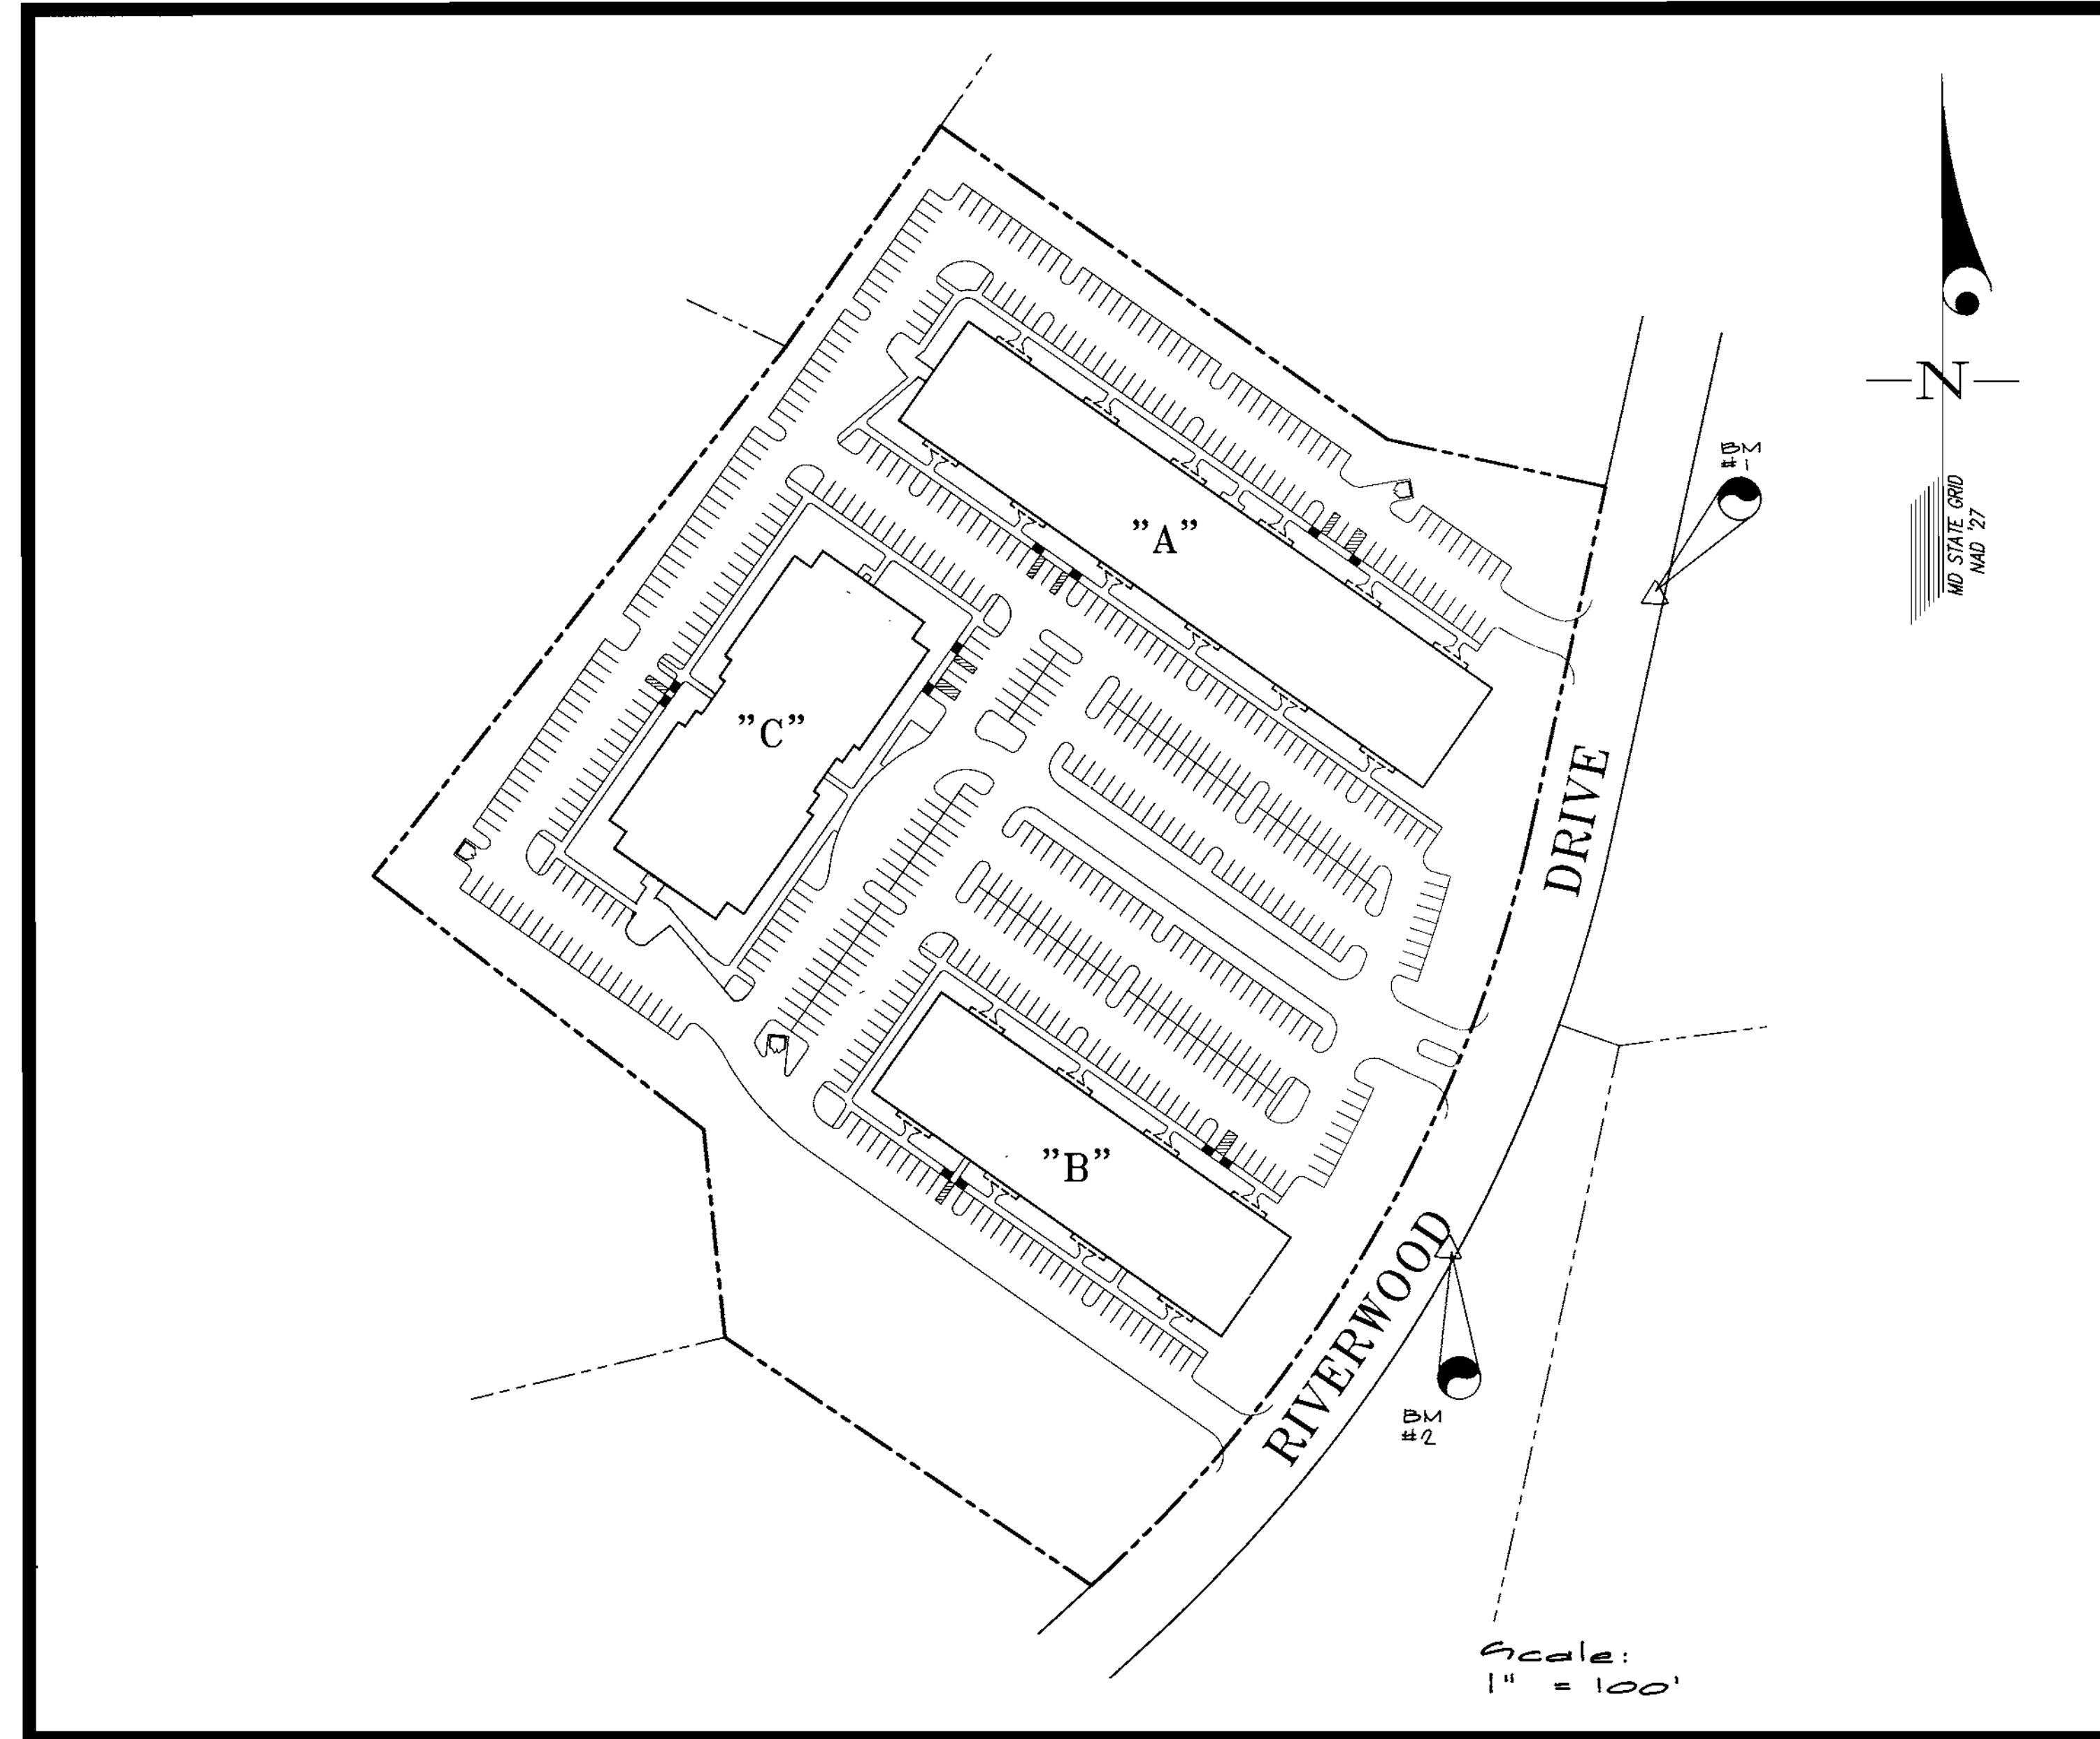 BM
#1
N
MD STATE GRID
NAD '27
"A"
"C"
DRIVE
"B"
RIVERWOOD
BM
#2
Scale:
1" = 100'